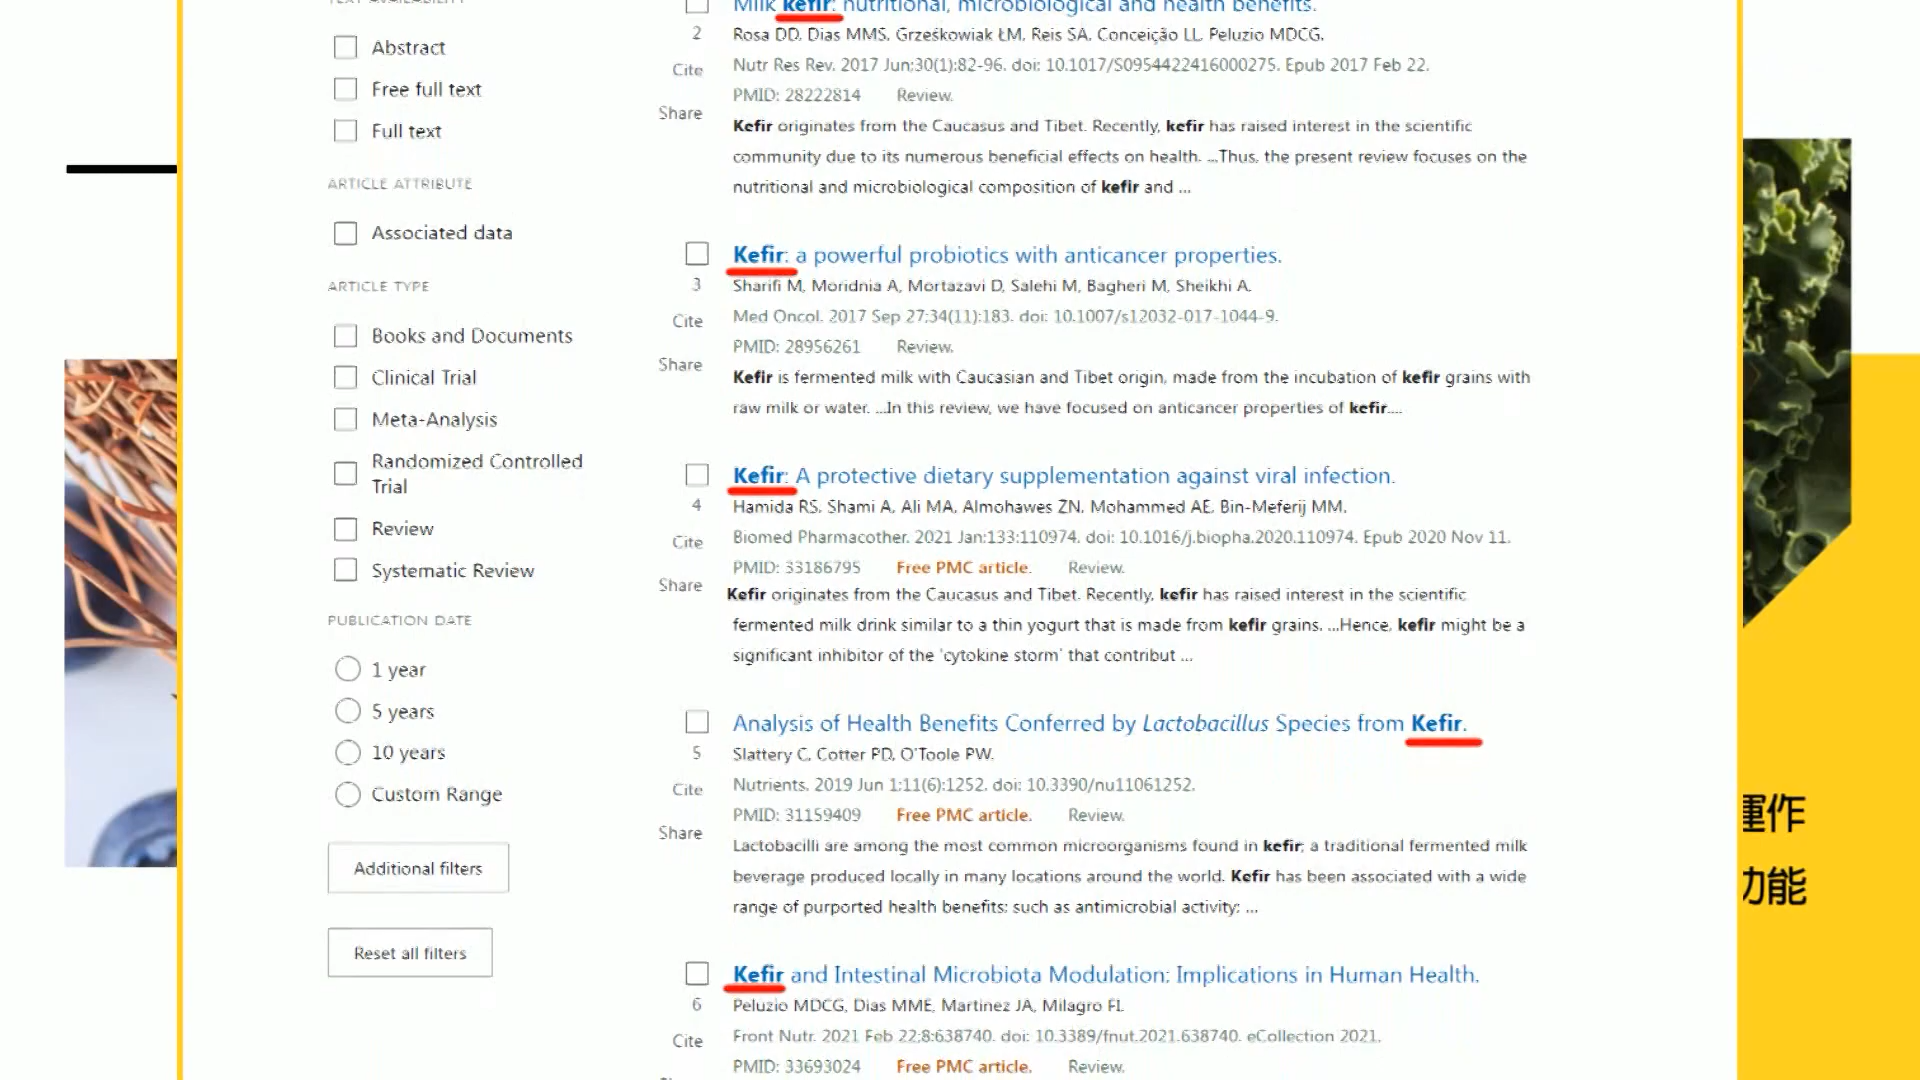 Abstract
Free full text
Full text
ARTICLE ATTRIBUTE
Associated data
ARTICLE TYPE
Books and Documents
Clinical Trial
Meta-Analysis
Randomized Controlled
Trial
Review
Systematic Review
PUBLICATION DATE
1 year
5 years
10 years
Custom Range
Additional filters
Reset all filters
Milk kefir: nutritional, microbiological and health benefits.
2
Rosa DD, Dias MMS, Grześkowiak ŁM, Reis SA, Conceição LL, Peluzio MDCG.
Cite
Nutr Res Rev. 2017 Jun;30(1):82-96. doi: 10.1017/S0954422416000275. Epub 2017 Feb 22.
PMID: 28222814 Review.
Share
Kefir originates from the Caucasus and Tibet. Recently, kefir has raised interest in the scientific
community due to its numerous beneficial effects on health. ...Thus, the present review focuses on the
nutritional and microbiological composition of kefir and ...
Kefir: a powerful probiotics with anticancer properties.
3
Sharifi M, Moridnia A, Mortazavi D, Salehi M, Bagheri M, Sheikhi A.
Cite
Med Oncol. 2017 Sep 27;34(11):183. doi: 10.1007/s12032-017-1044-9.
PMID: 28956261 Review.
Share
Kefir is fermented milk with Caucasian and Tibet origin, made from the incubation of kefir grains with
raw milk or water. ...In this review, we have focused on anticancer properties of kefir....
Kefir: A protective dietary supplementation against viral infection.
4
Hamida RS, Shami A, Ali MA, Almohawes ZN, Mohammed AE, Bin-Meferij MM.
Cite
Biomed Pharmacother. 2021 Jan;133:110974. doi: 10.1016/j.biopha.2020.110974. Epub 2020 Nov 11.
PMID: 33186795 Free PMC article. Review.
Share
Kefir originates from the Caucasus and Tibet. Recently, kefir has raised interest in the scientific
fermented milk drink similar to a thin yogurt that is made from kefir grains. ...Hence, kefir might be a
significant inhibitor of the 'cytokine storm' that contribut ...
Analysis of Health Benefits Conferred by Lactobacillus Species from Kefir.
5
Slattery C, Cotter PD, O'Toole PW.
Cite
Nutrients. 2019 Jun 1;11(6):1252. doi: 10.3390/nu11061252.
PMID: 31159409 Free PMC article. Review.
Share
Lactobacilli are among the most common microorganisms found in kefir; a traditional fermented milk
beverage produced locally in many locations around the world. Kefir has been associated with a wide
range of purported health benefits; such as antimicrobial activity; ...
Kefir and Intestinal Microbiota Modulation: Implications in Human Health.
6
Peluzio MDCG, Dias MME, Martinez JA, Milagro FI.
Cite
Front Nutr. 2021 Feb 22;8:638740. doi: 10.3389/fnut.2021.638740. eCollection 2021.
PMID: 33693024 Free PMC article. Review.
運作
功能